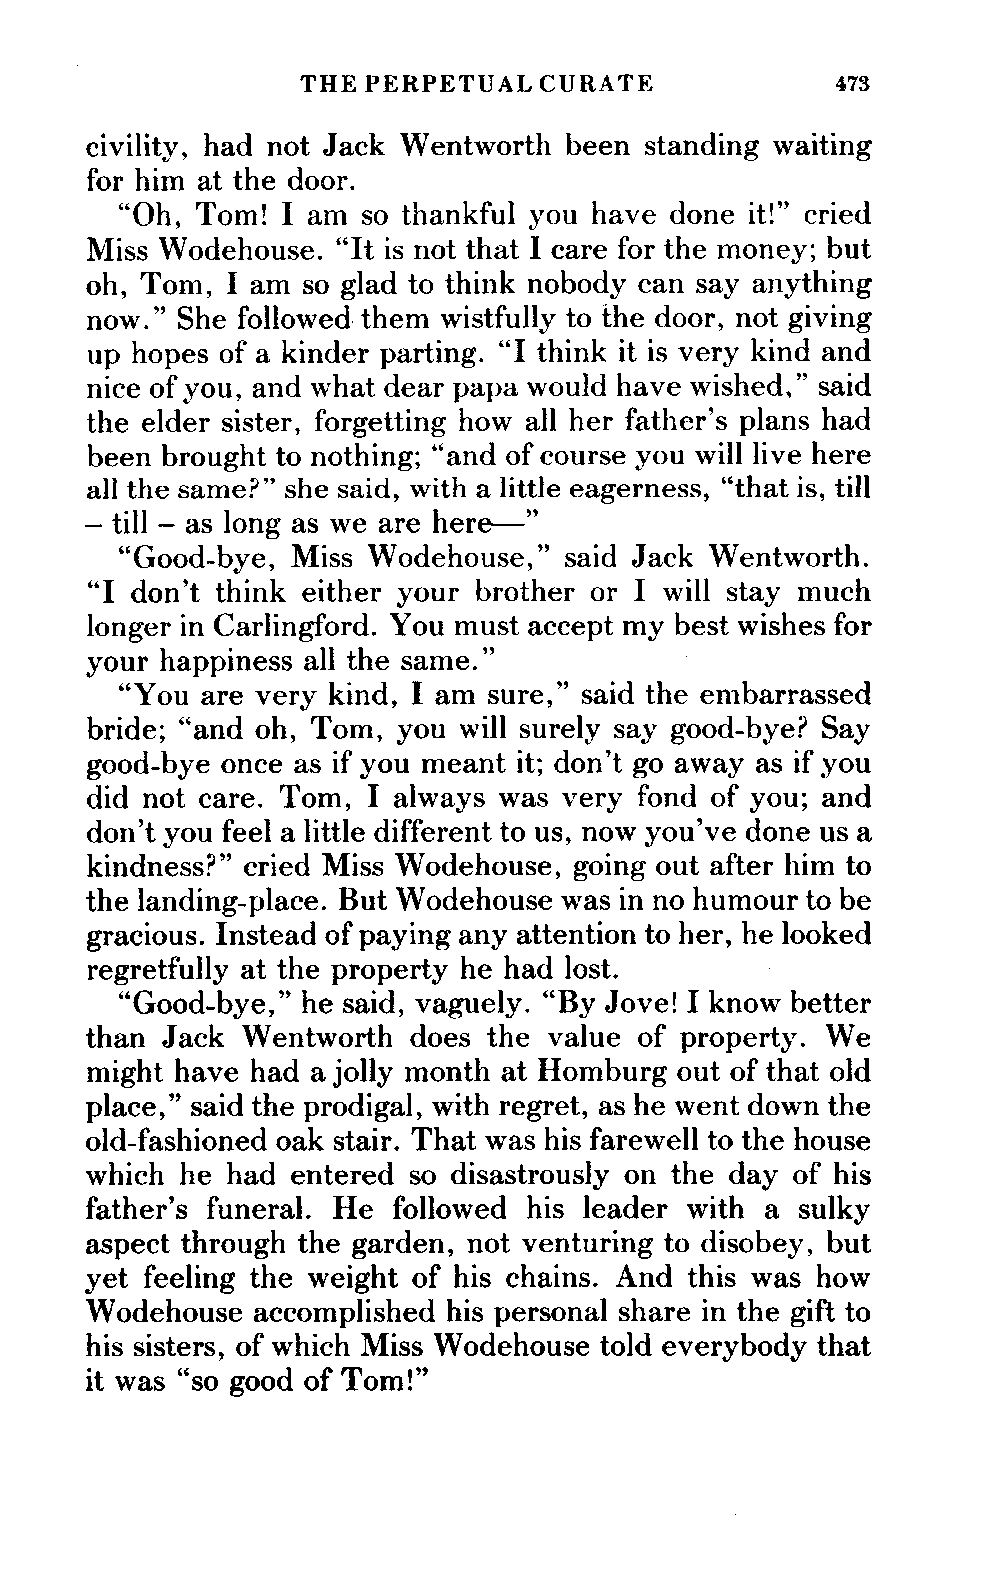 THE PERPETUAL CURATE 473
civility, had not Jack Wentworth been standing waiting
for him at the door.
“Oh, Tom! I am so thankful you have done it!” cried
Miss Wodehouse. “It is not that I care for the money; but
oh, Tom, I am so glad to think nobody can say anything
now.” She followed them wistfully to the door, not giving
up hopes of a kinder parting. “I think it is very kind and
nice of you, and what dear papa would have wished,” said
the elder sister, forgetting how all her father’s plans had
been brought to nothing; “and of course you will live here
all the same?” she said, with a little eagerness, “that is, till
– till – as long as we are here—”
“Good-bye, Miss Wodehouse,” said Jack Wentworth.
“I don’t think either your brother or I will stay much
longer in Carlingford. You must accept my best wishes for
your happiness all the same.”
“You are very kind, I am sure,” said the embarrassed
bride; “and oh, Tom, you will surely say good-bye? Say
good-bye once as if you meant it; don’t go away as if you
did not care. Tom, I always was very fond of you; and
don’t you feel a little different to us, now you’ve done us a
kindness?” cried Miss Wodehouse, going out after him to
the landing-place. But Wodehouse was in no humour to be
gracious. Instead of paying any attention to her, he looked
regretfully at the property he had lost.
“Good-bye,” he said, vaguely. “By Jove! I know better
than Jack Wentworth does the value of property. We
might have had a jolly month at Homburg out of that old
place,” said the prodigal, with regret, as he went down the
old-fashioned oak stair. That was his farewell to the house
which he had entered so disastrously on the day of his
father’s funeral. He followed his leader with a sulky
aspect through the garden, not venturing to disobey, but
yet feeling the weight of his chains. And this was how
Wodehouse accomplished his personal share in the gift to
his sisters, of which Miss Wodehouse told everybody that
it was “so good of Tom!”